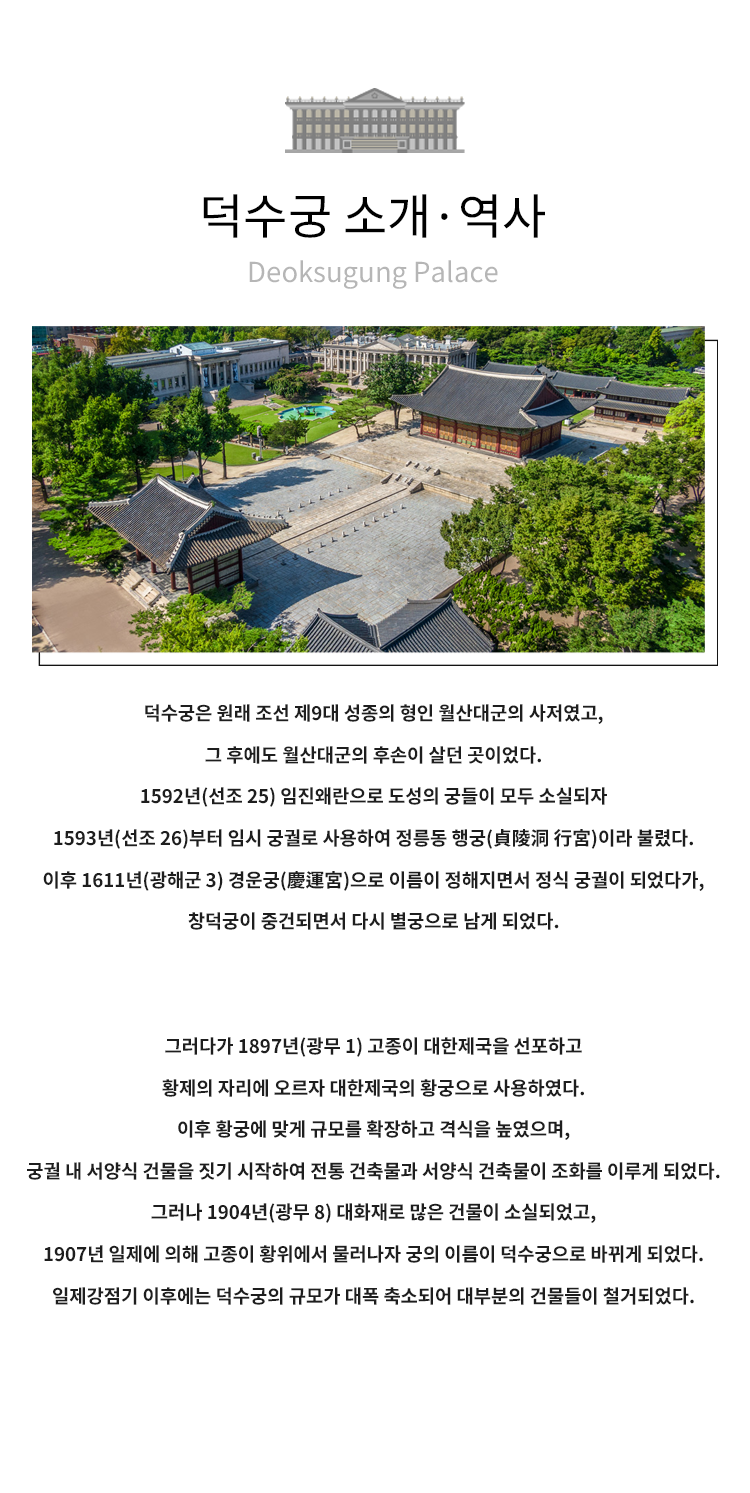 덕수궁 소개·역사
Deoksugung Palace
덕수궁은 원래 조선 제9대 성종의 형인 월산대군의 사저였고,
그 후에도 월산대군의 후손이 살던 곳이었다.
1592년(선조 25) 임진왜란으로 도성의 궁들이 모두 소실되자
1593년(선조 26)부터 임시 궁궐로 사용하여 정릉동 행궁(貞陵洞 行宮)이라 불렸다.
이후 1611년(광해군 3) 경운궁(慶運宮)으로 이름이 정해지면서 정식 궁궐이 되었다가,
창덕궁이 중건되면서 다시 별궁으로 남게 되었다.
그러다가 1897년(광무 1) 고종이 대한제국을 선포하고
황제의 자리에 오르자 대한제국의 황궁으로 사용하였다.
이후 황궁에 맞게 규모를 확장하고 격식을 높였으며,
궁궐 내 서양식 건물을 짓기 시작하여 전통 건축물과 서양식 건축물이 조화를 이루게 되었다.
그러나 1904년(광무 8) 대화재로 많은 건물이 소실되었고,
1907년 일제에 의해 고종이 황위에서 물러나자 궁의 이름이 덕수궁으로 바뀌게 되었다.
일제강점기 이후에는 덕수궁의 규모가 대폭 축소되어 대부분의 건물들이 철거되었다.